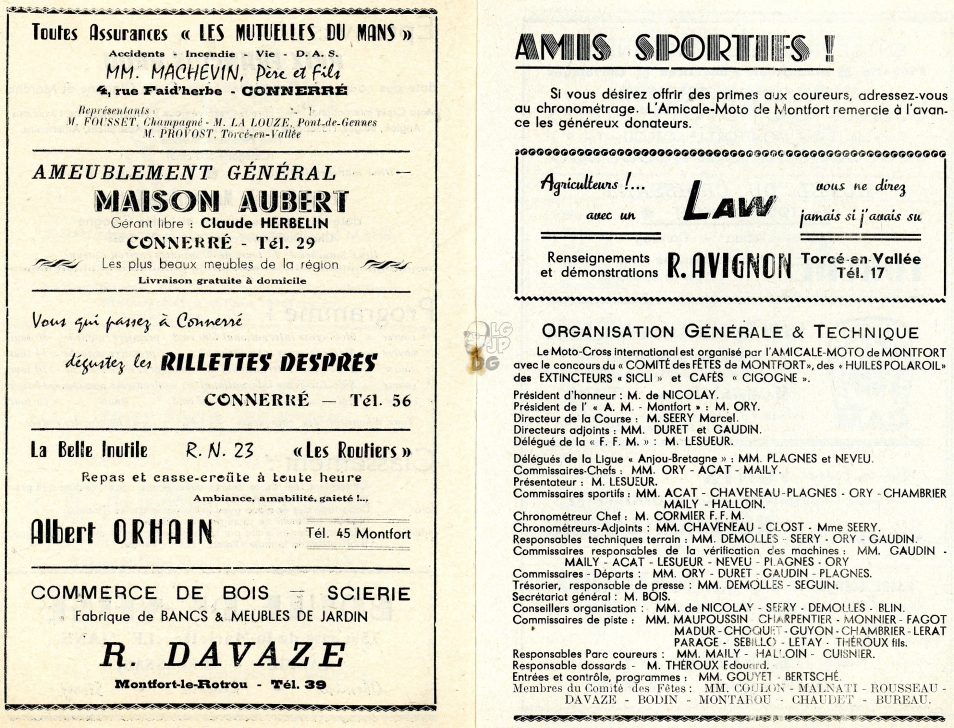 Toutes Assurances « LES MUTUELLES DU MANS »
Accidents - Incendie - Vie - D. A. S.
MM. MACHEVIN, Père et Fils
4, rue Faid'herbe - CONNERRÉ
Représentants :
M. FOUSSET, Champagné - M. LA LOUZE, Pont-de-Gennes
M. PROVOST, Torcé-en-Vallée
AMEUBLEMENT GÉNÉRAL —
MAISON AUBERT
Gérant libre : Claude HERBELIN
CONNERRÉ - Tél. 29
Les plus beaux meubles de la région
Livraison gratuite à domicile
Vous qui passez à Connerré
dégustez les RILLETTES DESPRÉS
CONNERRÉ — Tél. 56
La Belle Inutile R. N. 23 «Les Routiers»
Repas et casse-croûte à toute heure
Ambiance, amabilité, gaieté !...
Albert ORHAIN Tél. 45 Montfort
COMMERCE DE BOIS — SCIERIE
Fabrique de BANCS & MEUBLES DE JARDIN
R. DAVAZE
Montfort-le-Rotrou - Tél. 39
AMIS SPORTIFS !
Si vous désirez offrir des primes aux coureurs, adressez-vous
au chronométrage. L'Amicale-Moto de Montfort remercie à l'avan-
ce les généreux donateurs.
Agriculteurs !... vous ne direz
avec un LAW jamais si j'avais su
Renseignements
et démonstrations R. AVIGNON Torcé-en-Vallée
Tél. 17
ORGANISATION GÉNÉRALE & TECHNIQUE
Le Moto-Cross international est organisé par l'AMICALE-MOTO de MONTFORT
avec le concours du « COMITÉ des FÊTES de MONTFORT», des «HUILES POLAROIL»
des EXTINCTEURS « SICLI » et CAFÉS « CIGOGNE ».
Président d'honneur : M. de NICOLAY.
Président de l' « A. M. - Montfort » : M. ORY.
Directeur de la Course : M. SEERY Marcel.
Directeurs adjoints : MM. DURET et GAUDIN.
Délégué de la « F. F. M. » : M. LESUEUR.
Délégués de la Ligue « Anjou-Bretagne » : MM. PLAGNES et NEVEU.
Commissaires-Chefs : MM. ORY - ACAT - MAILY.
Présentateur : M. LESUEUR.
Commissaires sportifs : MM. ACAT - CHAVENEAU - PLAGNES - ORY - CHAMBRIER
MAILY - HALLOIN.
Chronométreur Chef : M. CORMIER F. F. M.
Chronométreurs-Adjoints : MM. CHAVENEAU - CLOST - Mme SEERY.
Responsables techniques terrain : MM. DEMOLLES - SEERY - ORY - GAUDIN.
Commissaires responsables de la vérification des machines : MM. GAUDIN -
MAILY - ACAT - LESUEUR - NEVEU - PLAGNES - ORY
Commissaires - Départs : MM. ORY - DURET - GAUDIN - PLAGNES.
Trésorier, responsable de presse : MM. DEMOLLES - SEGUIN.
Secrétariat général : M. BOIS.
Conseillers organisation : MM. de NICOLAY - SEERY - DEMOLLES - BLIN.
Commissaires de piste : MM. MAUPOUSSIN - CHARPENTIER - MONNIER - FAGOT
MADUR - CHOQUET - GUYON - CHAMBRIER - LERAT
PARAGE - SEBILLO - LETAY - THÉROUX fils.
Responsables Parc coureurs : MM. MAILY - HALLOIN - CUISNIER.
Responsable dossards - M. THÉROUX Edouard.
Entrées et contrôle, programmes : MM. GOUYET - BERTSCHÉ.
Membres du Comité des Fêtes : MM. COULON - MALNATI - ROUSSEAU -
DAVAZE - BODIN - MONTAROU - CHAUDET - BUREAU.
LG
JP
DG